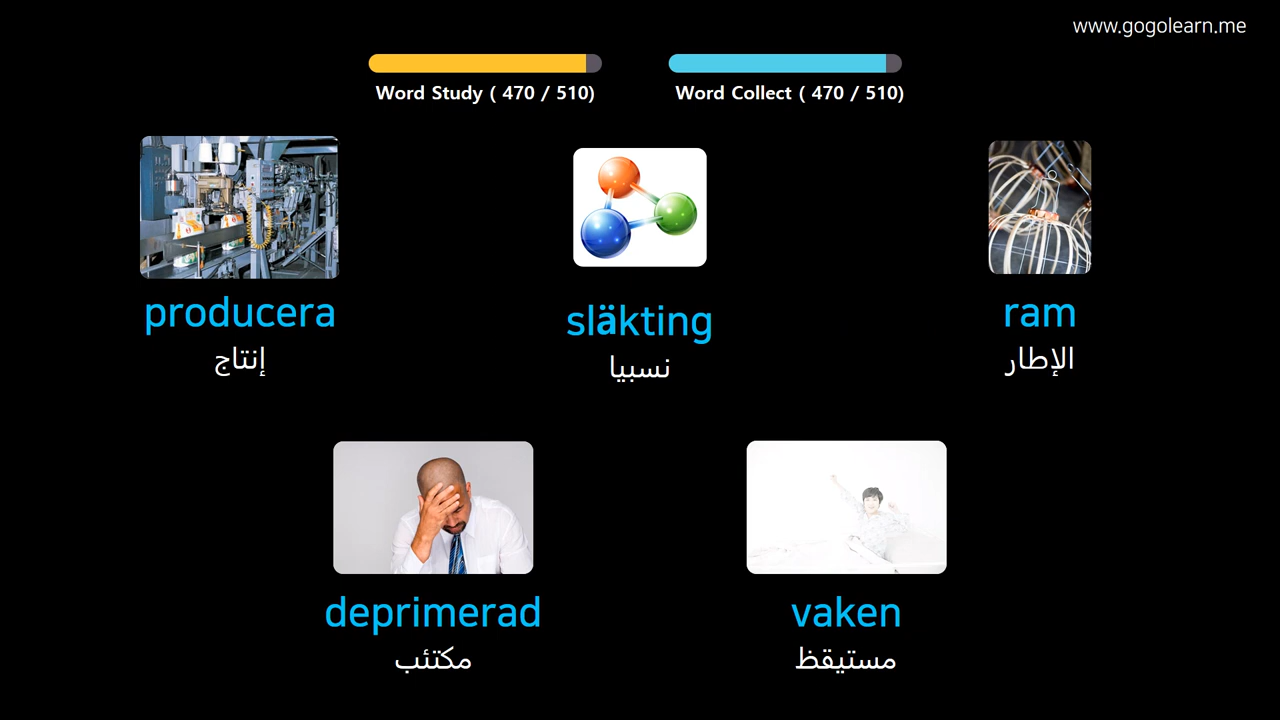 www.gogolearn.me
Word Study ( 470 / 510)
Word Collect ( 470 / 510)
producera
إنتاج
släkting
نسبيا
ram
الإطار
deprimerad
مكتئب
vaken
مستيقظ